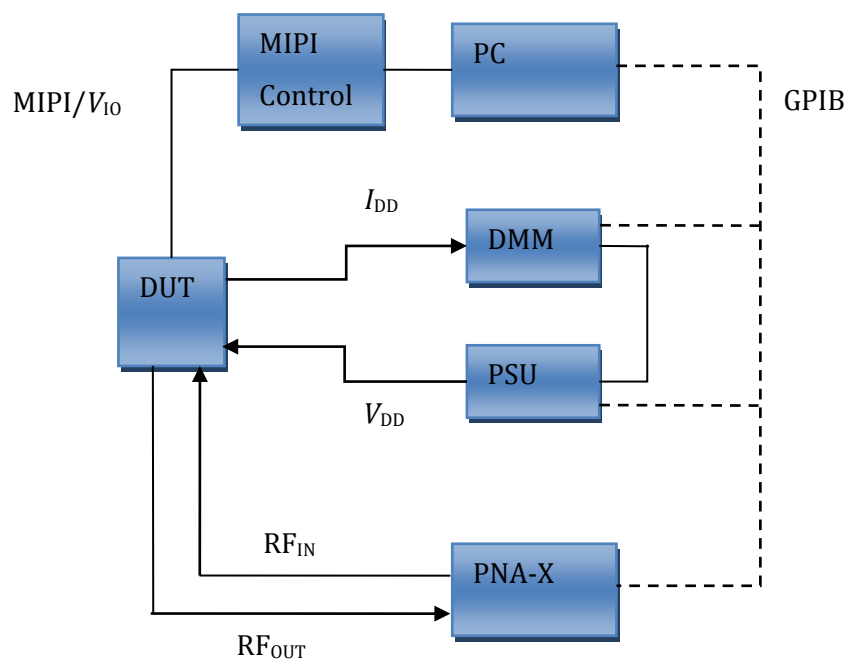 MIPI
Control
PC
MIPI/VIO
GPIB
IDD
DMM
DUT
PSU
VDD
RFIN
PNA-X
RFOUT